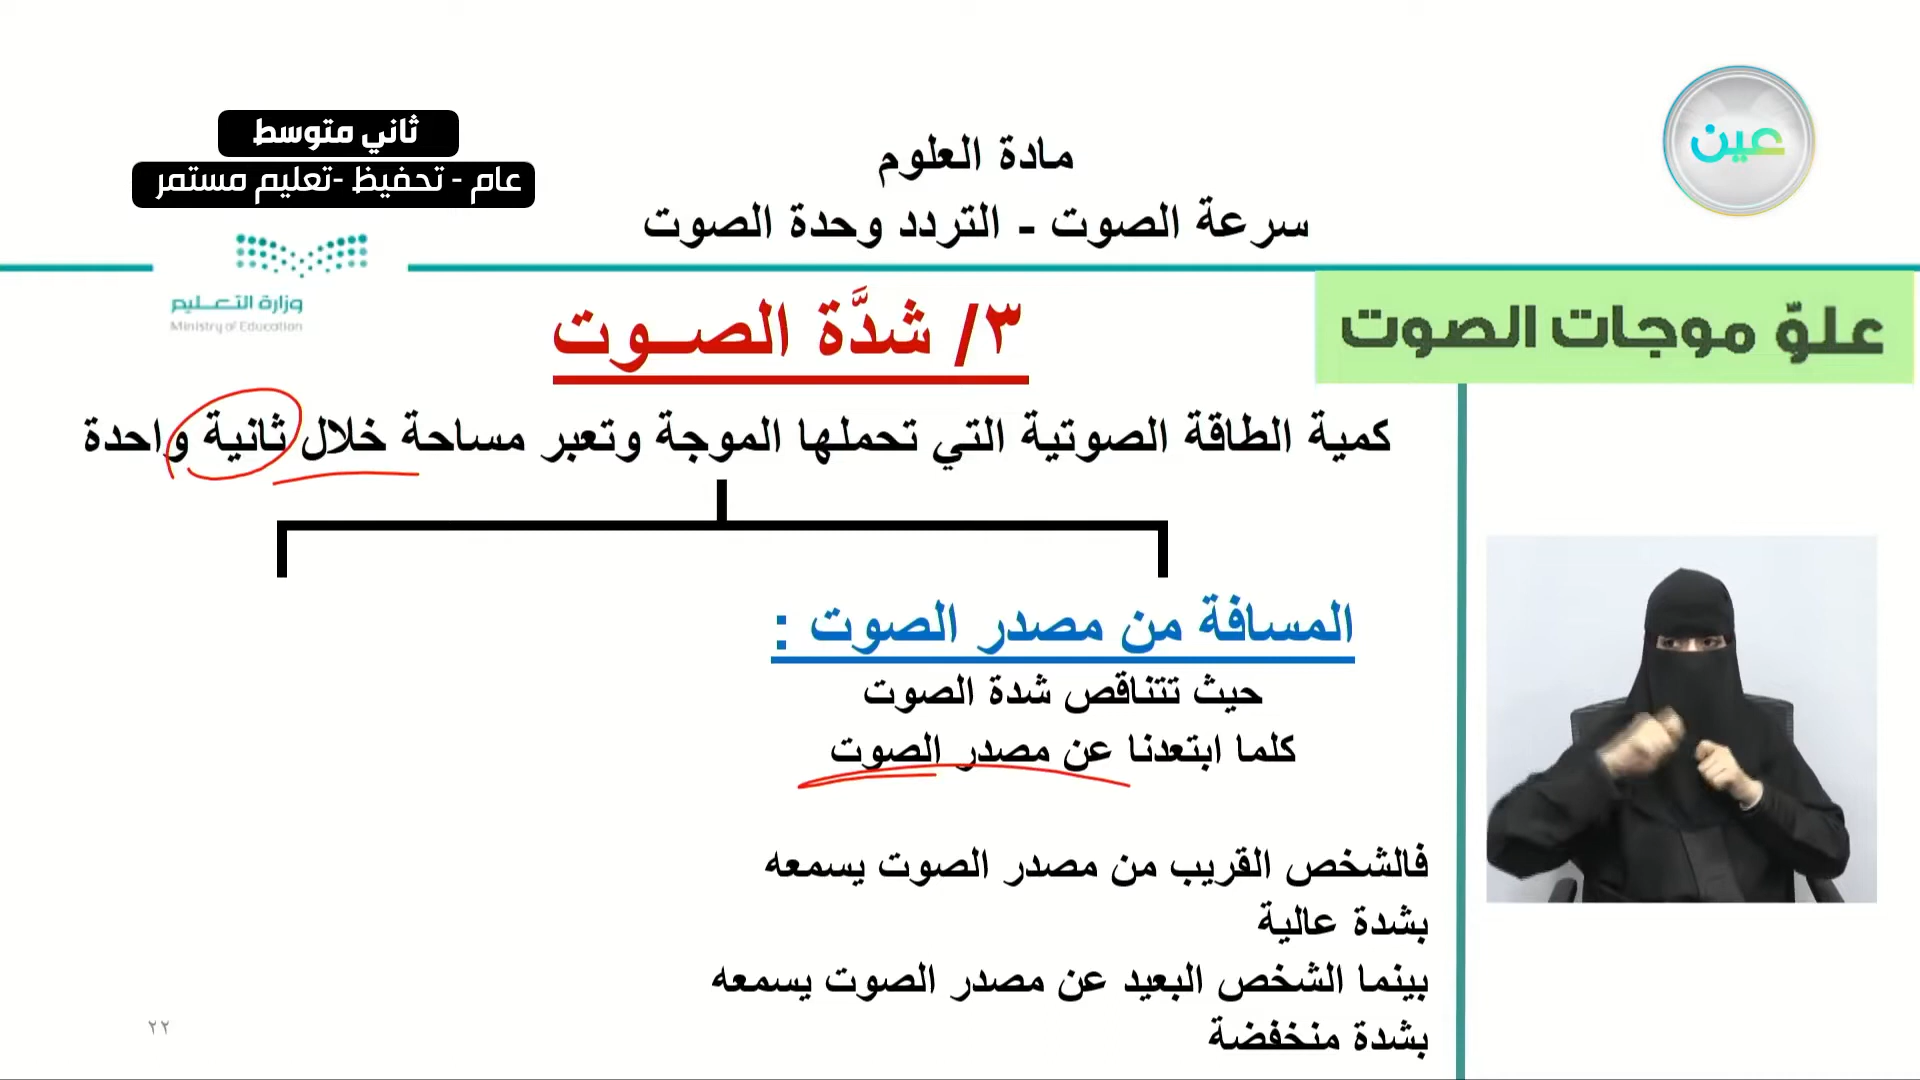 ثاني متوسط
عام - تحفيظ -تعليم مستمر
مادة العلوم
سرعة الصوت - التردد وحدة الصوت
عين
وزارة التعـــليم
Ministry of Education
علوّ موجات الصوت
٣/ شدَّة الصــوت
كمية الطاقة الصوتية التي تحملها الموجة وتعبر مساحة خلال ثانية واحدة
المسافة من مصدر الصوت :
حيث تتناقص شدة الصوت
كلما ابتعدنا عن مصدر الصوت
فالشخص القريب من مصدر الصوت يسمعه
بشدة عالية
بينما الشخص البعيد عن مصدر الصوت يسمعه
بشدة منخفضة
٢٢